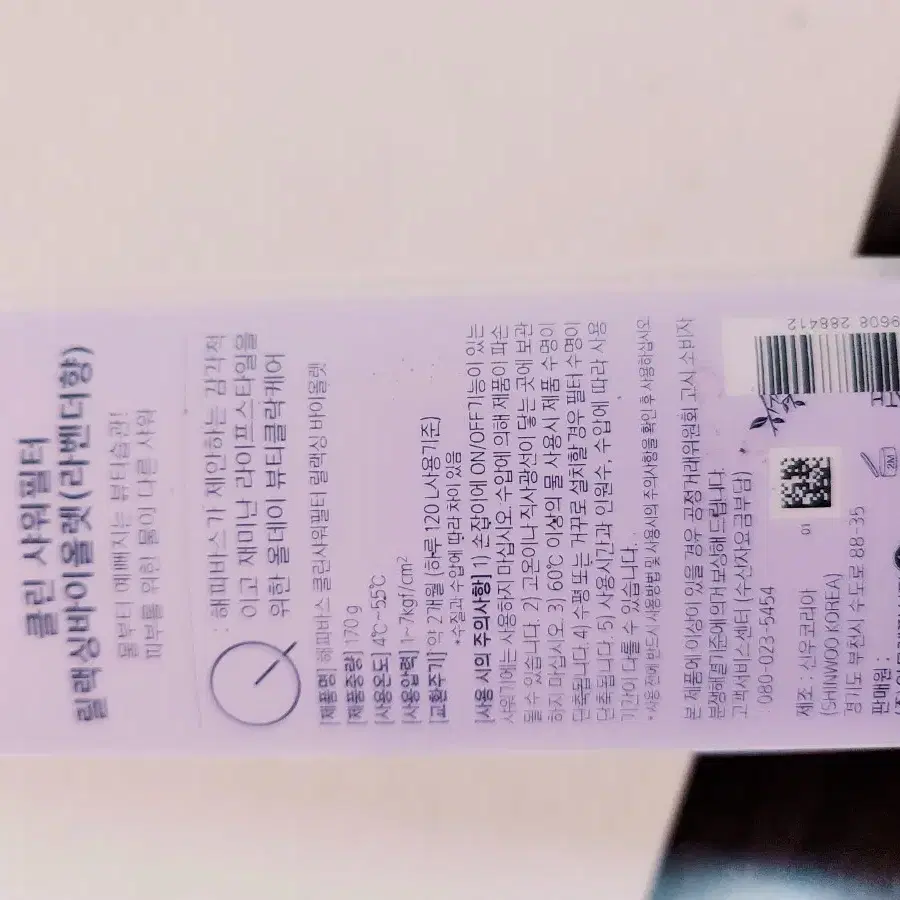 클린 샤워필터
릴랙싱바이올렛(라벤더향)
물부터 예뻐지는 뷰티습관!
피부를 위한 물이 다른 샤워
: 해피바스가 제안하는 감각적
이고 재미난 라이프스타일을
위한 올데이 뷰티클락케어
[제품명] 해피바스 클린샤워필터 릴랙싱 바이올렛
[제품중량] 170 g
[사용온도] 4℃~55℃
[사용압력] 1~7kgf/cm²
[교환주기] 약 2개월 (하루 120 L사용기준)
*수질과 수압에 따라 차이 있음
[사용 시의 주의사항] 1) 손잡이에 ON/OFF기능이 있는
샤워기에는 사용하지 마십시오. 수압에 의해 제품이 파손
될 수 있습니다. 2) 고온이나 직사광선이 닿는 곳에 보관
하지 마십시오. 3) 60℃ 이상의 물 사용시 제품 수명이
단축됩니다. 4) 수평 또는 거꾸로 설치할 경우 필터 수명이
단축됩니다. 5) 사용시간과 인원수, 수압에 따라 사용
기간이 다를 수 있습니다.
*사용 전에 반드시 사용방법 및 사용시의 주의사항을 확인 후 사용하십시오
본 제품에 이상이 있을 경우 공정거래위원회 고시 소비자
분쟁해결기준에 의거 보상해 드립니다.
고객서비스센터 (수신자요금부담)
:080-023-5454
제조 : 신우코리아
(SHINWOO KOREA)
경기도 부천시 수도로 88-35
판매원 :
01
2M
9608 288412